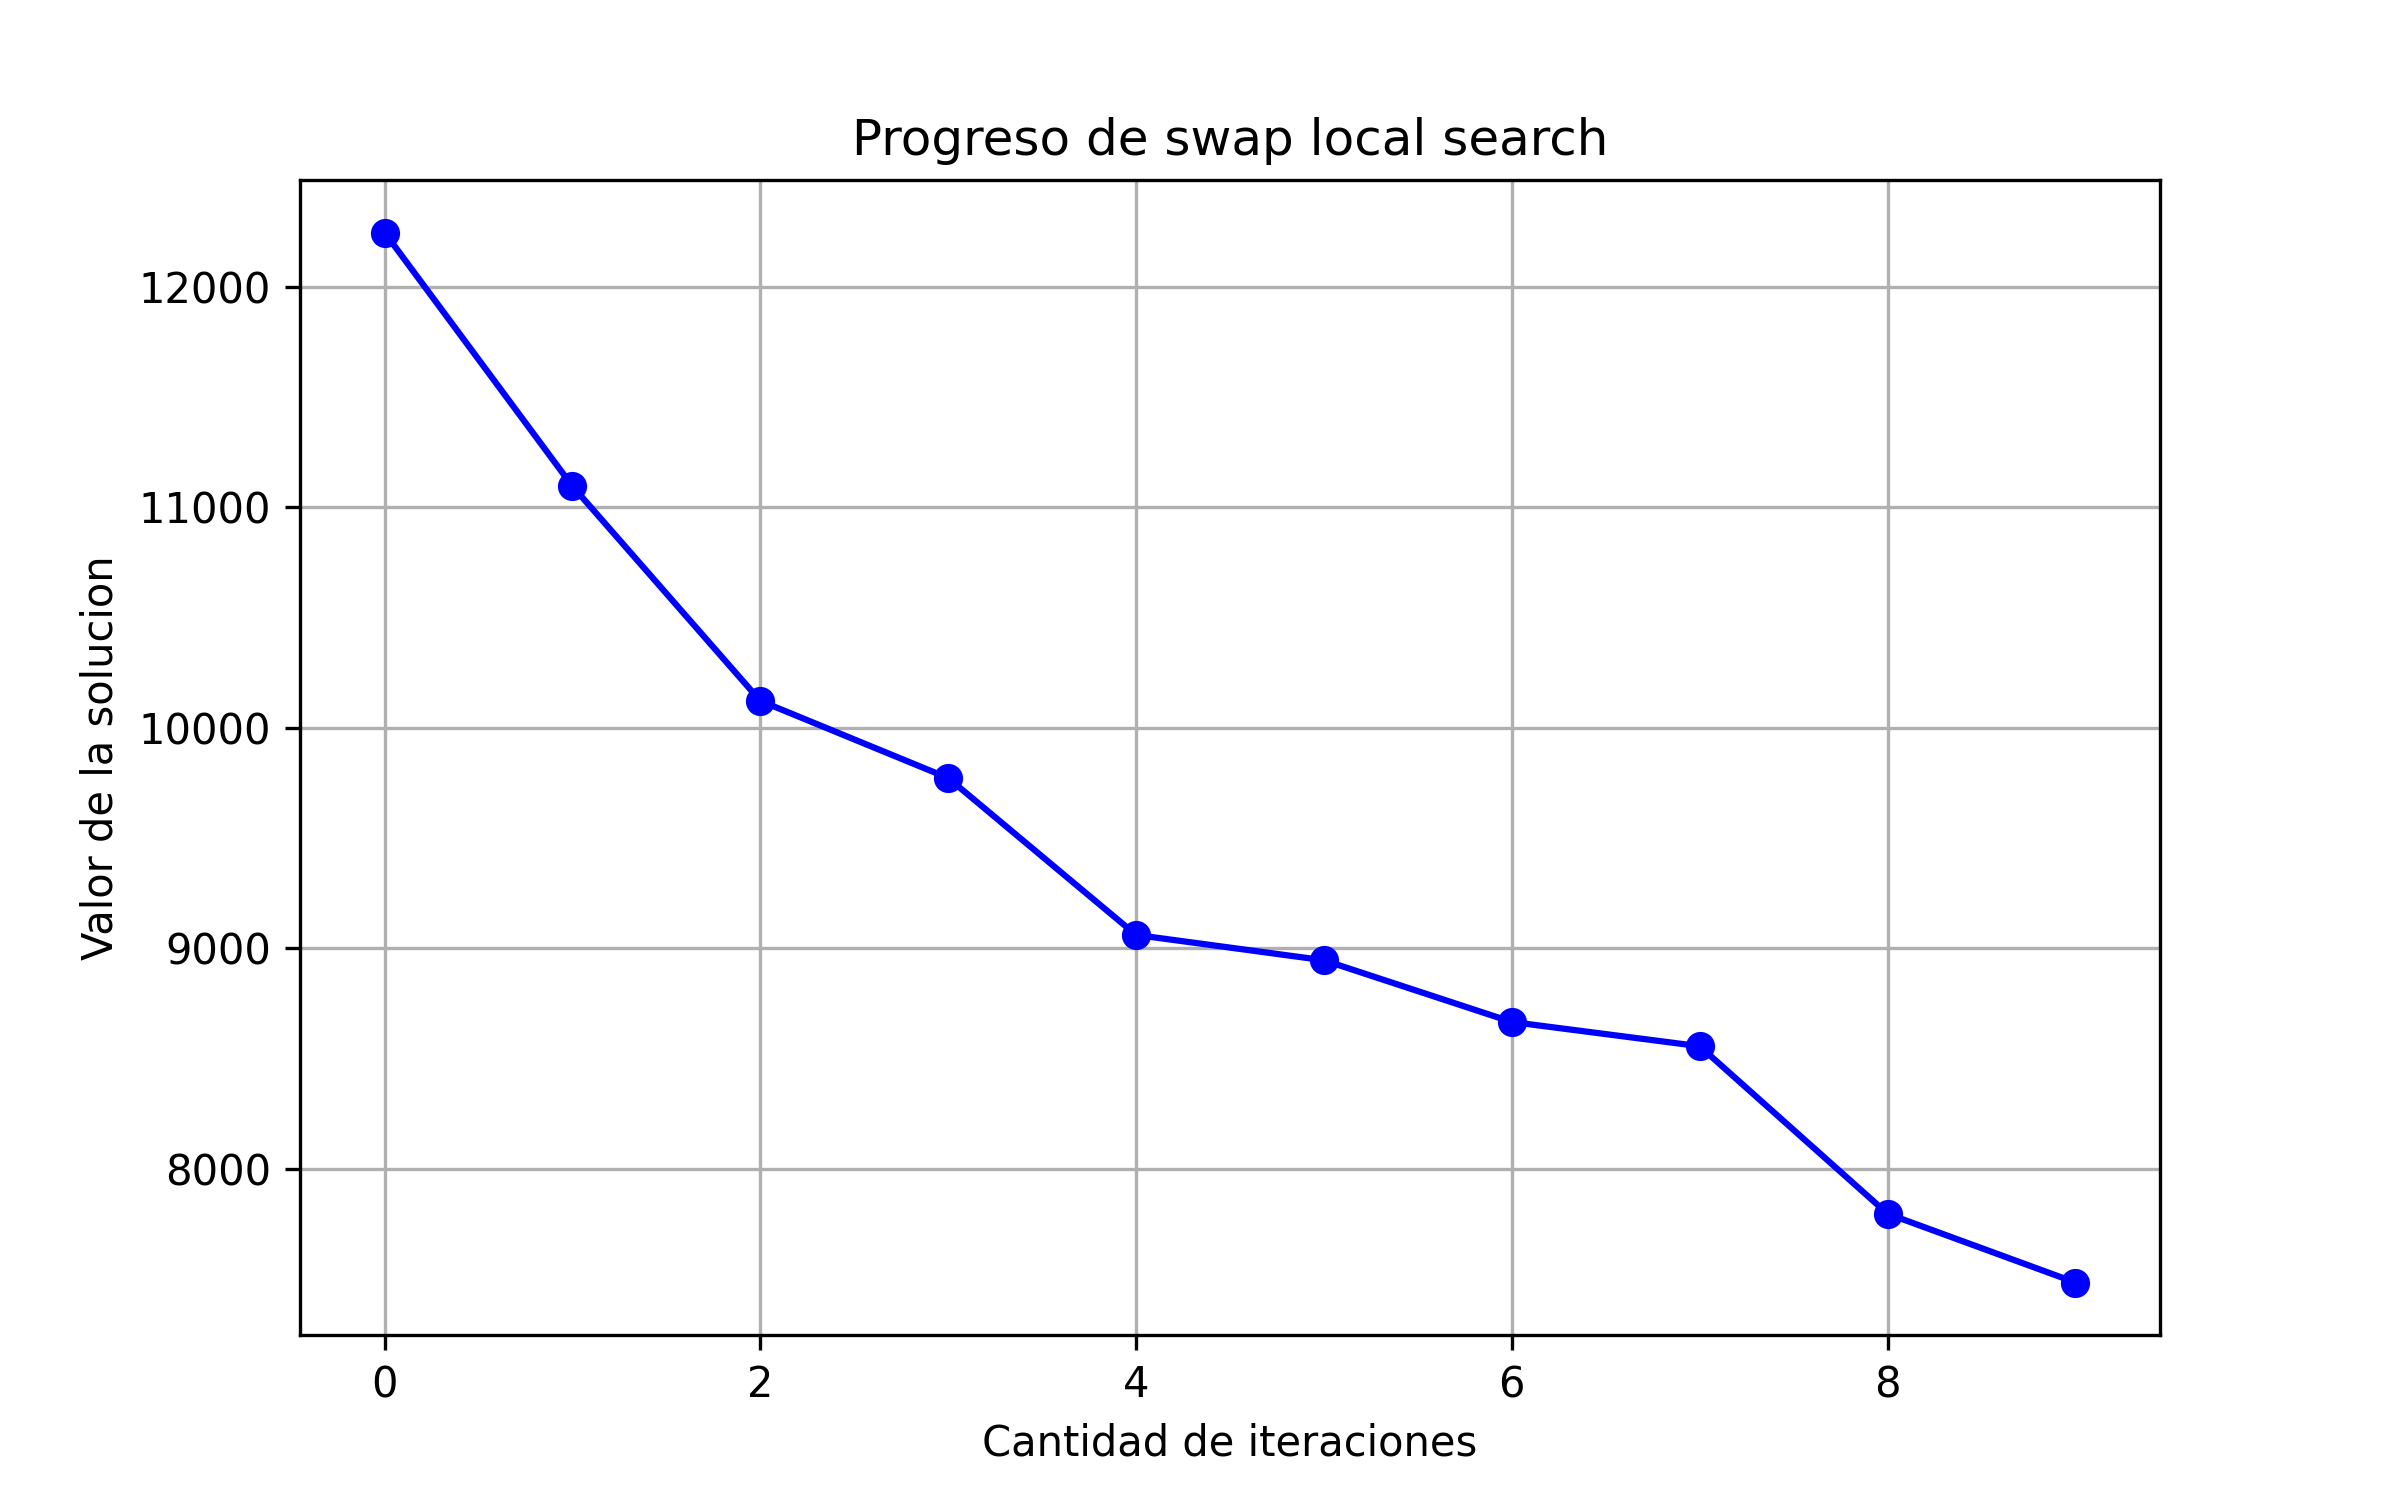 Progreso de swap local search
Valor de la solucion
12000
11000
10000
9000
8000
0 2 4 6 8
Cantidad de iteraciones